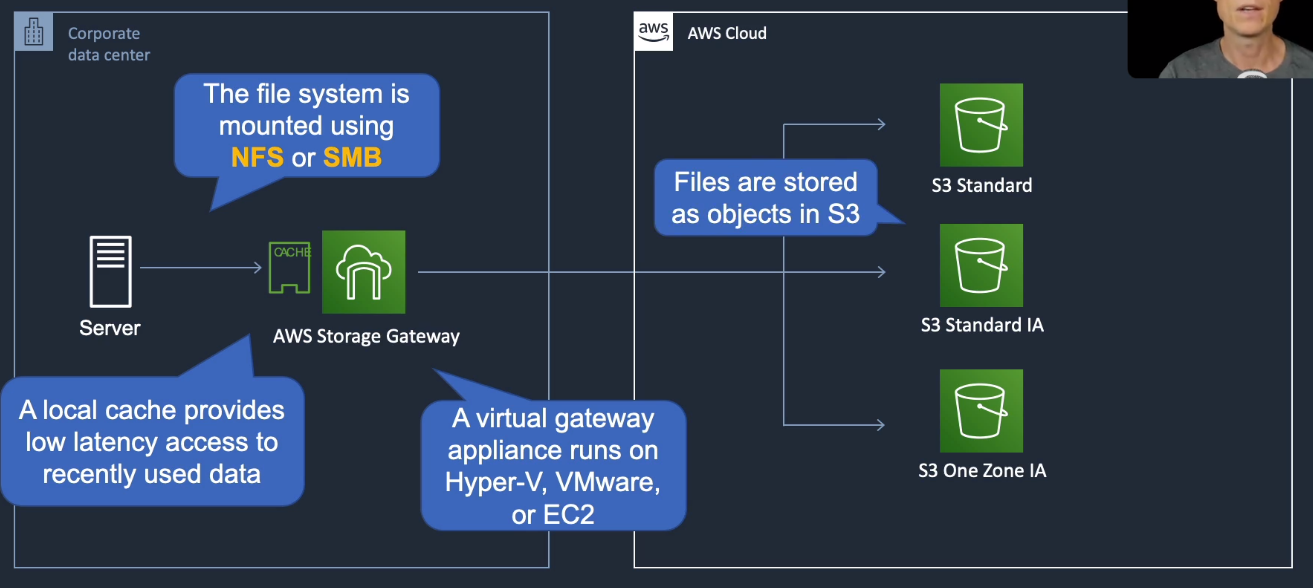 Corporate
data center
aws
AWS Cloud
The file system is
mounted using
NFS or SMB
Files are stored
as objects in S3
S3 Standard
CACHE
Server
AWS Storage Gateway
S3 Standard IA
A local cache provides
low latency access to
recently used data
A virtual gateway
appliance runs on
Hyper-V, VMware,
or EC2
S3 One Zone IA